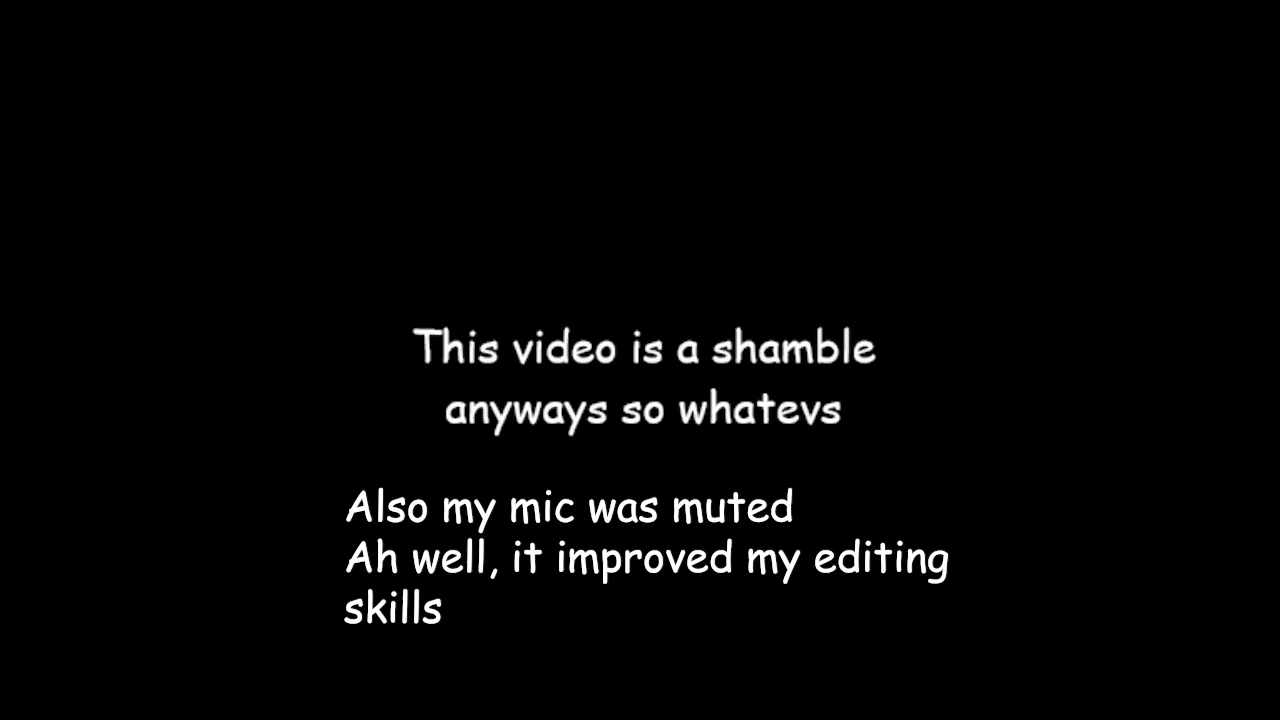 This video is a shamble
anyways so whatevs
Also my mic was muted
Ah well, it improved my editing
skills